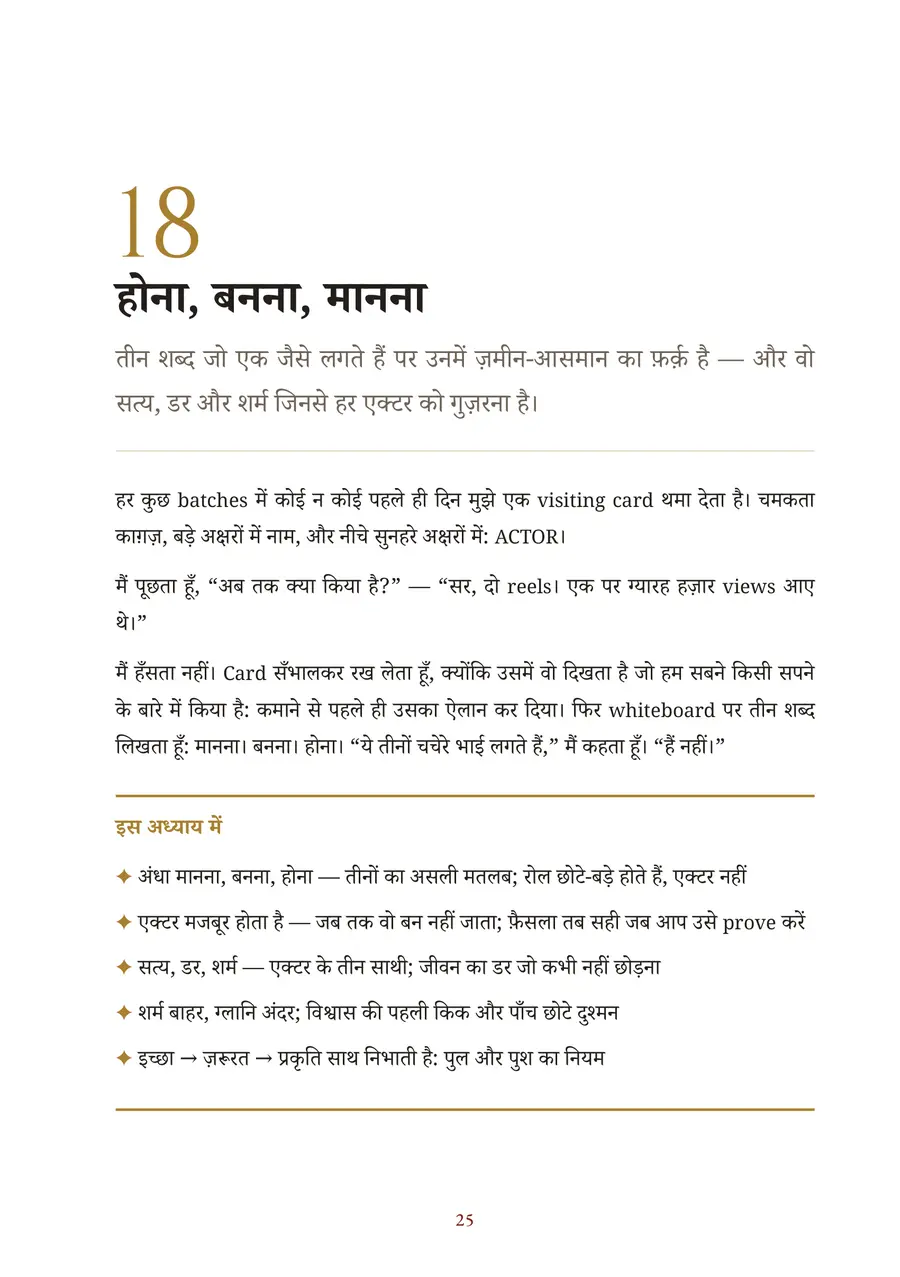 18
होना, बनना, मानना
तीन शब्द जो एक जैसे लगते हैं पर उनमें ज़मीन-आसमान का फ़र्क़ है — और वो
सत्य, डर और शर्म जिनसे हर एक्टर को गुज़रना है।
हर कुछ batches में कोई न कोई पहले ही दिन मुझे एक visiting card थमा देता है। चमकता
काग़ज़, बड़े अक्षरों में नाम, और नीचे सुनहरे अक्षरों में: ACTOR।
मैं पूछता हूँ, “अब तक क्या किया है?” — “सर, दो reels। एक पर ग्यारह हज़ार views आए
थे।”
मैं हँसता नहीं। Card सँभालकर रख लेता हूँ, क्योंकि उसमें वो दिखता है जो हम सबने किसी सपने
के बारे में किया है: कमाने से पहले ही उसका ऐलान कर दिया। फिर whiteboard पर तीन शब्द
लिखता हूँ: मानना। बनना। होना। “ये तीनों चचेरे भाई लगते हैं,” मैं कहता हूँ। “हैं नहीं।”
इस अध्याय में
✦ अंधा मानना, बनना, होना — तीनों का असली मतलब; रोल छोटे-बड़े होते हैं, एक्टर नहीं
✦ एक्टर मजबूर होता है — जब तक वो बन नहीं जाता; फ़ैसला तब सही जब आप उसे prove करें
✦ सत्य, डर, शर्म — एक्टर के तीन साथी; जीवन का डर जो कभी नहीं छोड़ना
✦ शर्म बाहर, ग्लानि अंदर; विश्वास की पहली किक और पाँच छोटे दुश्मन
✦ इच्छा → ज़रूरत → प्रकृति साथ निभाती है: पुल और पुश का नियम
25